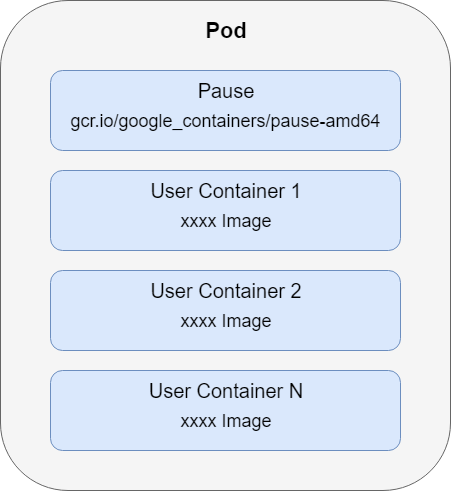 Pod
Pause
gcr.io/google_containers/pause-amd64
User Container 1
xxxx Image
User Container 2
xxxx Image
User Container N
xxxx Image